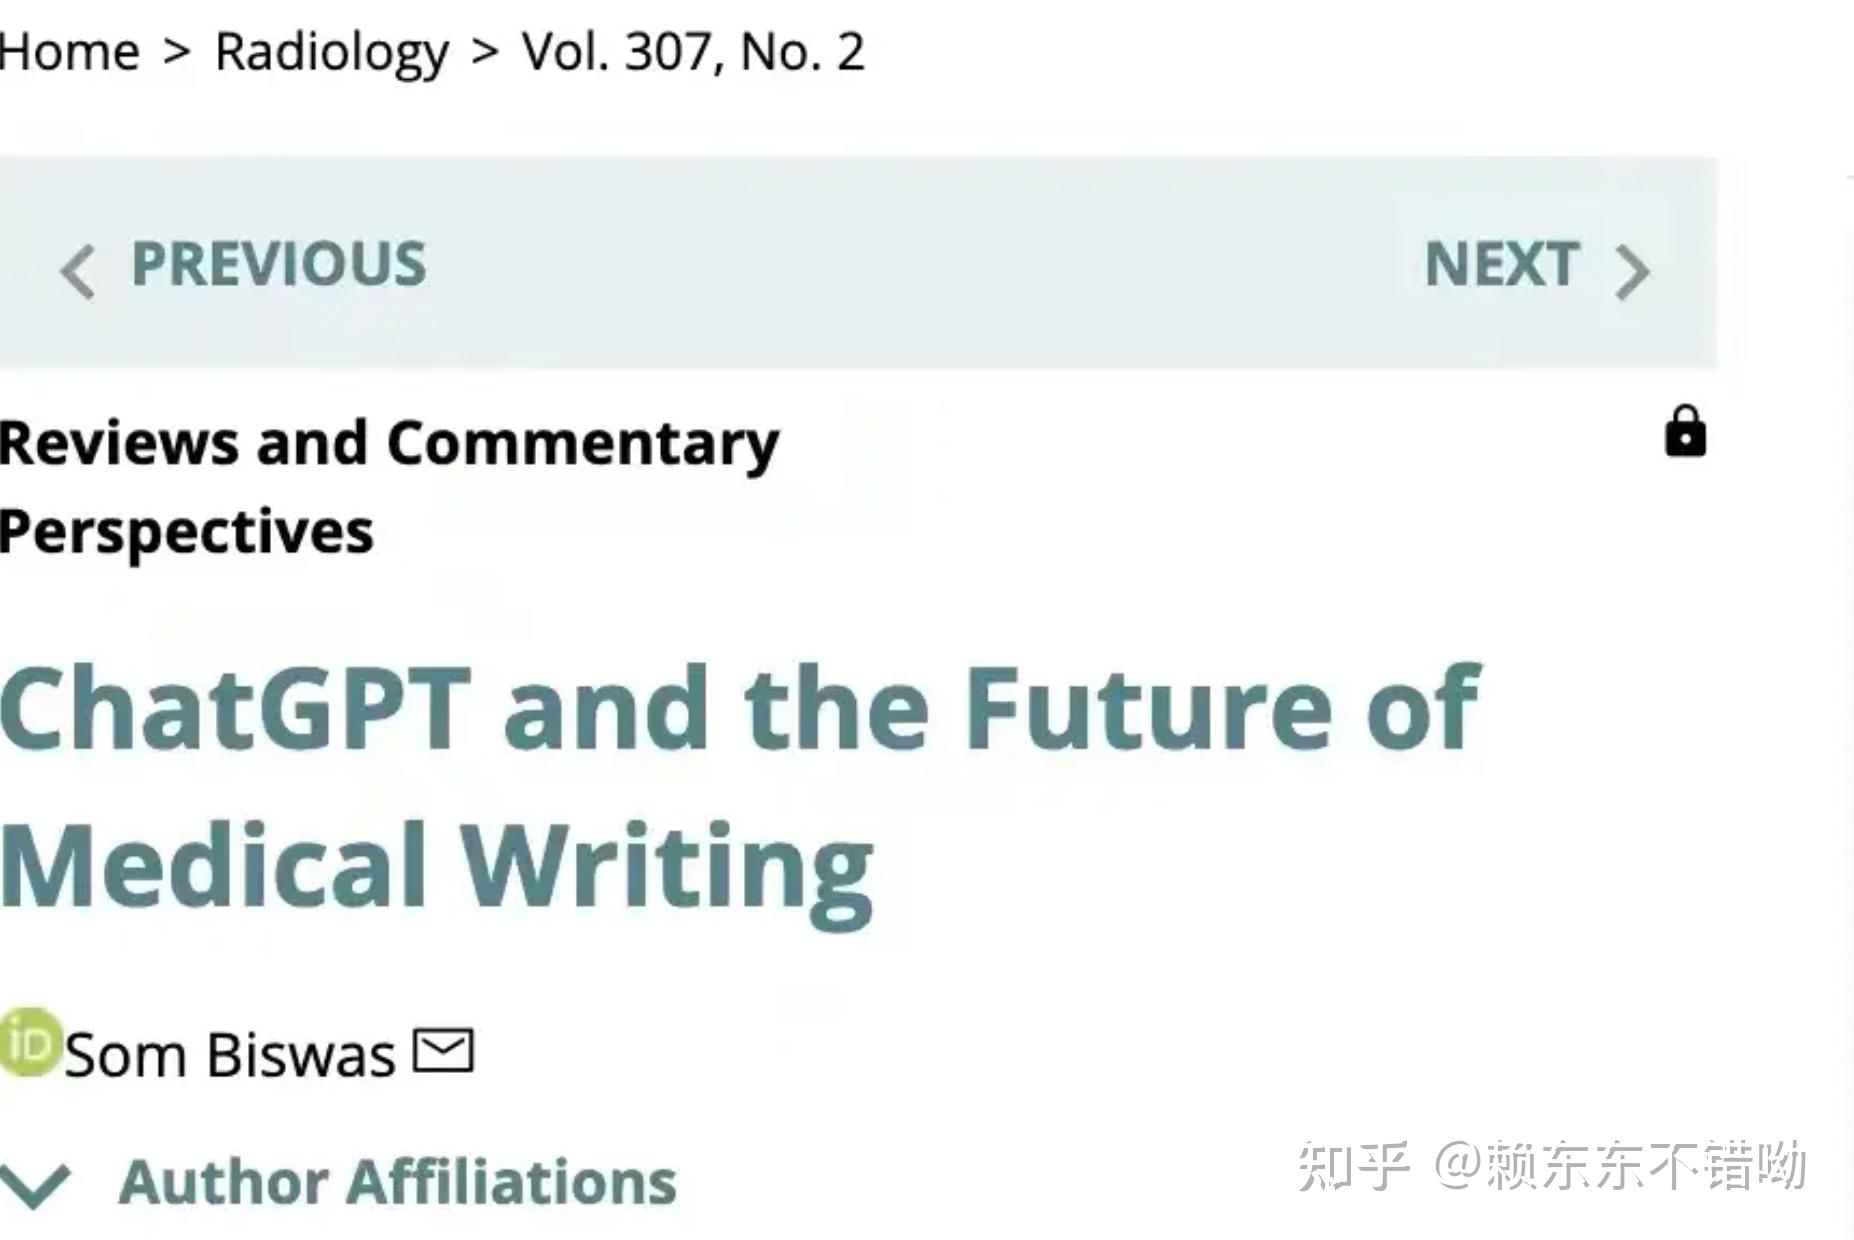 Home > Radiology > Vol. 307, No. 2
PREVIOUS
NEXT
Reviews and Commentary
Perspectives
ChatGPT and the Future of
Medical Writing
iD Som Biswas
Author Affiliations
知乎 @赖东东不错呦